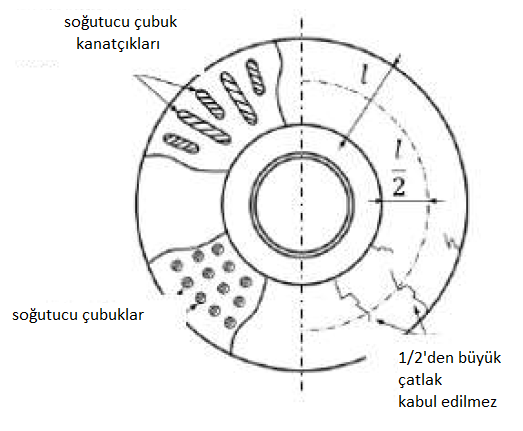 soğutucu çubuk
kanatçıkları
l
l
2
soğutucu çubuklar
1/2'den büyük
çatlak
kabul edilmez